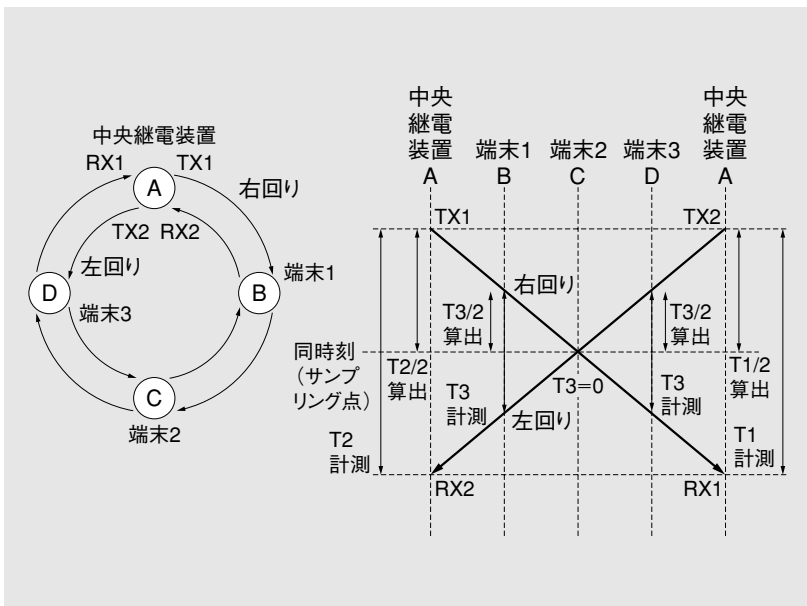 中央継電装置
RX1
TX1
A
右回り
TX2
RX2
左回り
D
端末3
端末1
B
C
端末2
中央
継電
装置
A
端末1
B
端末2
C
端末3
D
中央
継電
装置
A
TX1
TX2
右回り
T3/2
算出
T3/2
算出
同時刻
(サンプ
リング点)
T2/2
算出
T3=0
T1/2
算出
T3
計測
左回り
T3
計測
T2
計測
T1
計測
RX2
RX1